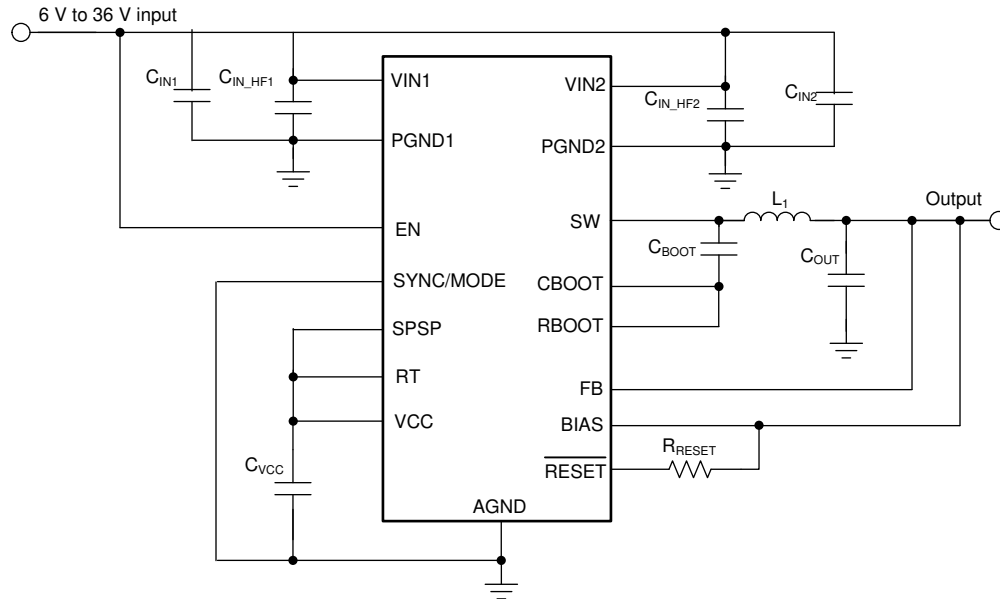 6 V to 36 V input
C_IN1
C_IN_HF1
VIN1
PGND1
EN
SYNC/MODE
SPSP
RT
VCC
C_VCC
AGND
VIN2
PGND2
SW
CBOOT
RBOOT
FB
BIAS
RESET
C_IN_HF2
C_IN2
L_1
Output
C_BOOT
C_OUT
R_RESET